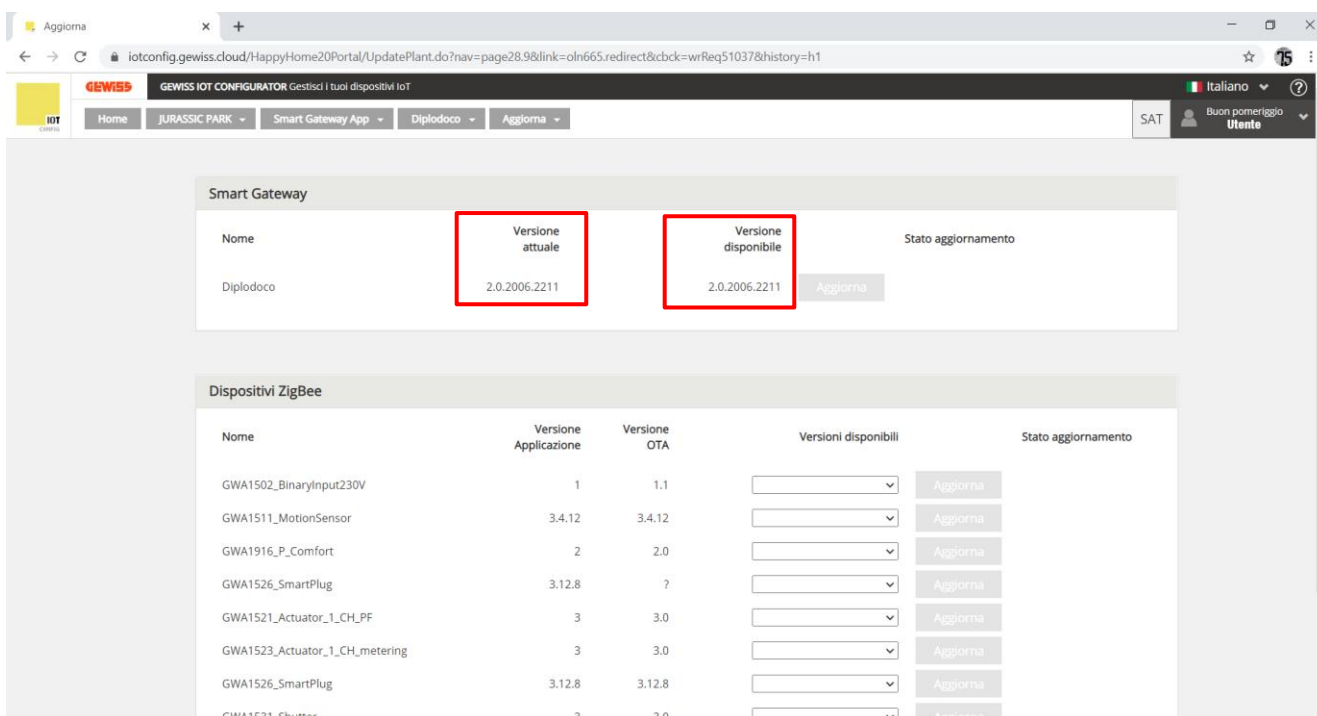 Aggiorna
iotconfig.gewiss.cloud/HappyHome20Portal/UpdatePlant.do?nav=page28.9&link=oln665.redirect&cbck=wrReq51037&history=h1
GEWISS GEWISS IOT CONFIGURATOR Gestisci i tuoi dispositivi IoT Italiano
IOT
CONFIG
Home JURASSIC PARK Smart Gateway App Diplodoco Aggiorna SAT Buon pomeriggio
Utente
Smart Gateway
Nome Versione attuale Versione disponibile Stato aggiornamento
Diplodoco 2.0.2006.2211 2.0.2006.2211 Aggiorna
Dispositivi ZigBee
Nome Versione Applicazione Versione OTA Versioni disponibili Stato aggiornamento
GWA1502_BinaryInput230V 1 1.1 Aggiorna
GWA1511_MotionSensor 3.4.12 3.4.12 Aggiorna
GWA1916_P_Comfort 2 2.0 Aggiorna
GWA1526_SmartPlug 3.12.8 ? Aggiorna
GWA1521_Actuator_1_CH_PF 3 3.0 Aggiorna
GWA1523_Actuator_1_CH_metering 3 3.0 Aggiorna
GWA1526_SmartPlug 3.12.8 3.12.8 Aggiorna
GWA1531_Shutter